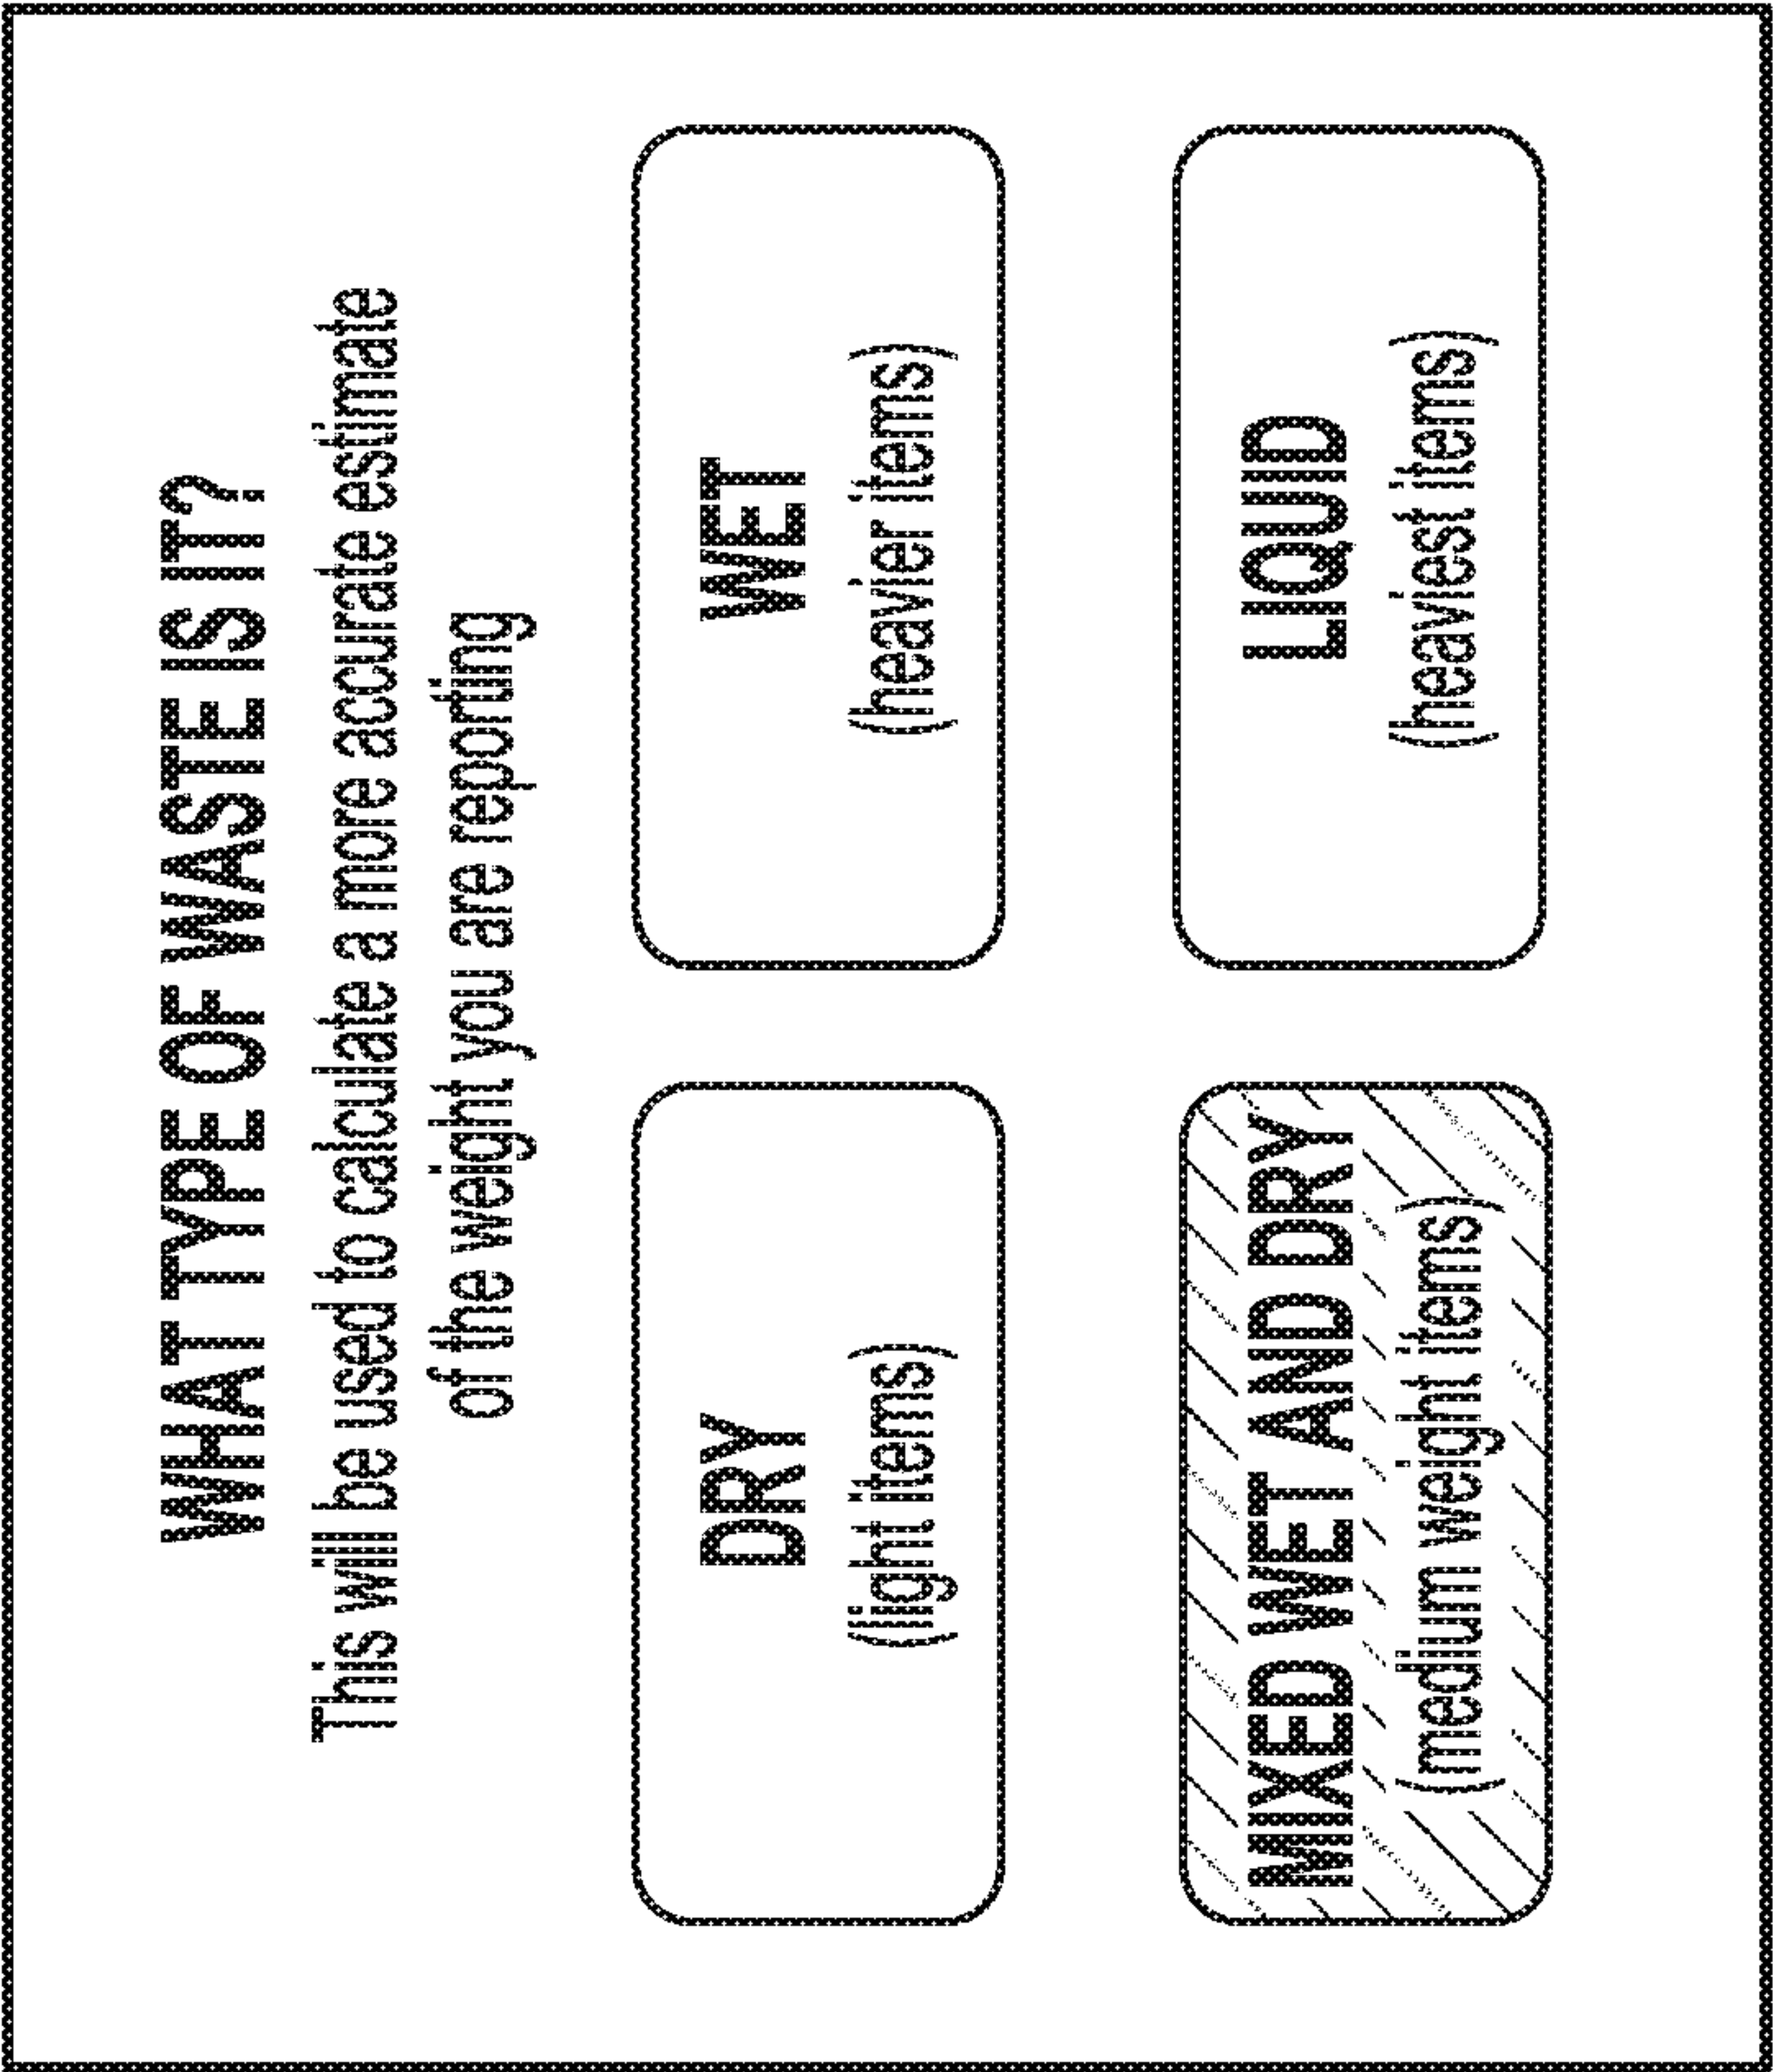 WHAT TYPE OF WASTE IS IT?
This will be used to calculate a more accurate estimate
of the weight you are reporting
DRY
(light items)
WET
(heavier items)
MIXED WET AND DRY
(medium weight items)
LIQUID
(heaviest items)